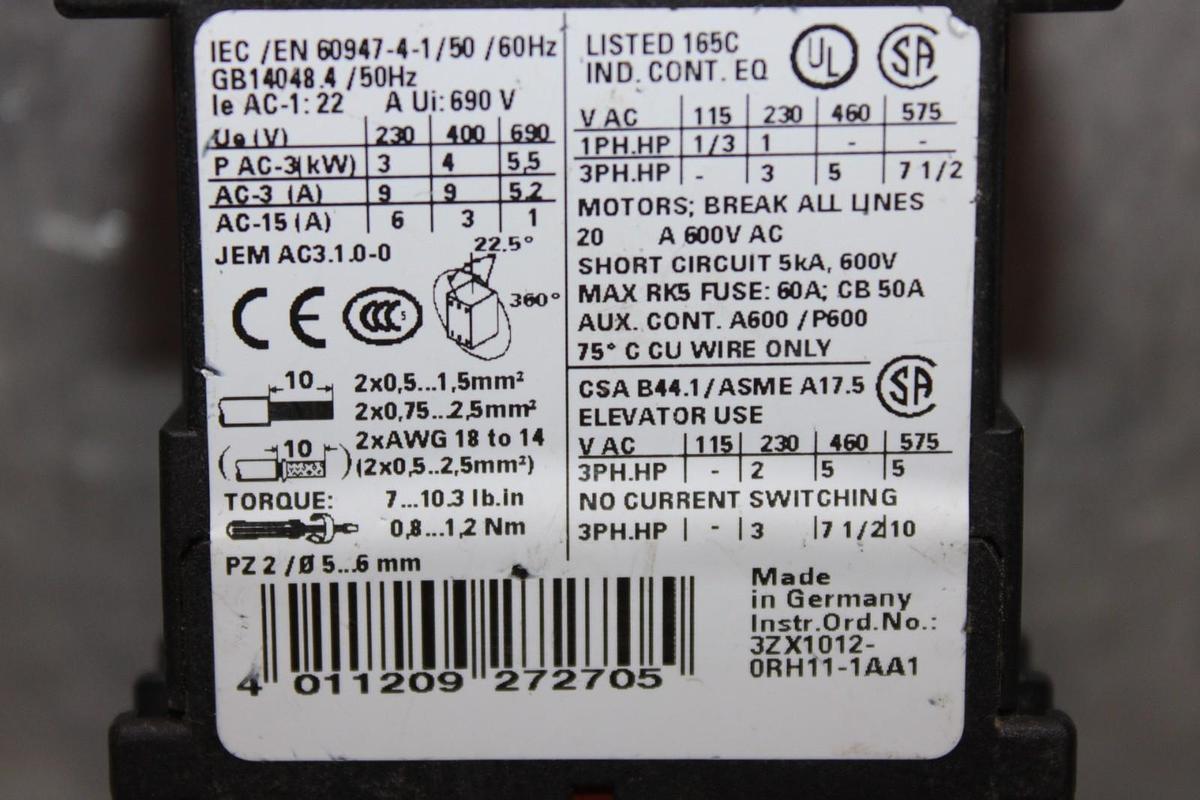 IEC /EN 60947-4-1/50 /60Hz
GB14048.4 /50Hz
Ie AC-1: 22 A Ui: 690 V
Ue (V) 230 400 690
P AC-3(kW) 3 4 5,5
AC-3 (A) 9 9 5,2
AC-15 (A) 6 3 1
JEM AC3.1.0-0
22.5°
360°
CE CCC S
10 2x0,5...1,5mm²
2x0,75...2,5mm²
2xAWG 18 to 14
( 10 ) (2x0,5...2,5mm²)
TORQUE: 7...10.3 lb.in
0,8...1,2 Nm
PZ 2 / Ø 5...6 mm
LISTED 165C UL SA
IND. CONT. EQ
V AC 115 230 460 575
1PH.HP 1/3 1 - -
3PH.HP - 3 5 7 1/2
MOTORS; BREAK ALL LINES
20 A 600V AC
SHORT CIRCUIT 5kA, 600V
MAX RK5 FUSE: 60A; CB 50A
AUX. CONT. A600 /P600
75° C CU WIRE ONLY
CSA B44.1/ASME A17.5 SA
ELEVATOR USE
V AC 115 230 460 575
3PH.HP - 2 5 5
NO CURRENT SWITCHING
3PH.HP - 3 7 1/2 10
4 011209 272705
Made
in Germany
Instr.Ord.No.:
3ZX1012-
0RH11-1AA1